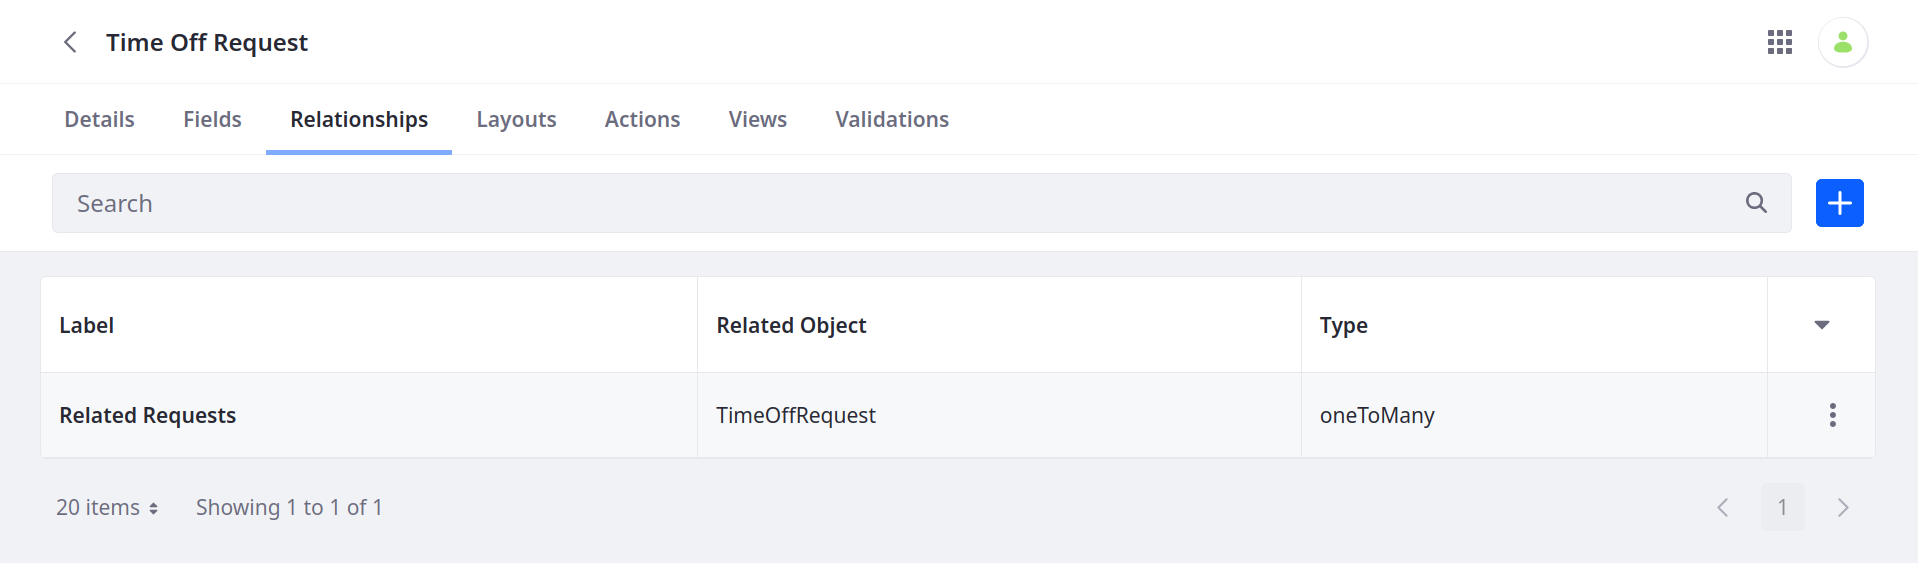 Time Off Request
Details Fields Relationships Layouts Actions Views Validations
Search
Label Related Object Type
Related Requests TimeOffRequest oneToMany
20 items Showing 1 to 1 of 1 1